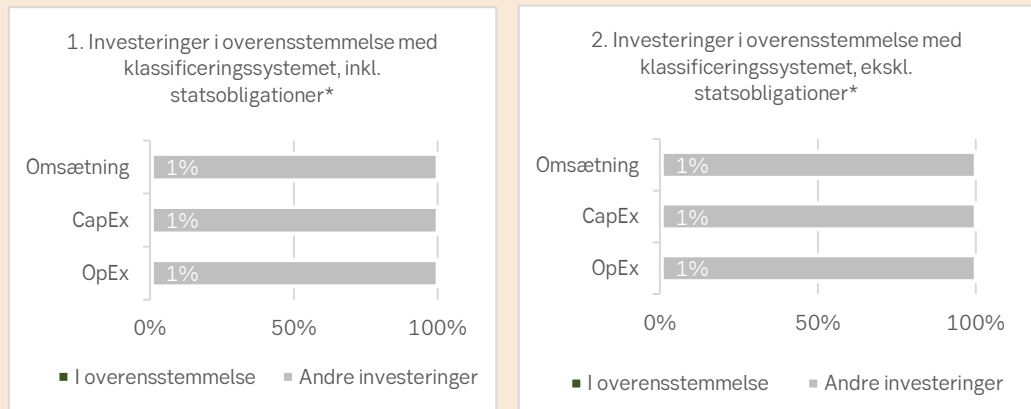 1. Investeringer i overensstemmelse med
klassificeringssystemet, inkl.
statsobligationer*
Omsætning
1%
CapEx
1%
OpEx
1%
0% 50% 100%
I overensstemmelse Andre investeringer
2. Investeringer i overensstemmelse med
klassificeringssystemet, ekskl.
statsobligationer*
Omsætning
1%
CapEx
1%
OpEx
1%
0% 50% 100%
I overensstemmelse Andre investeringer